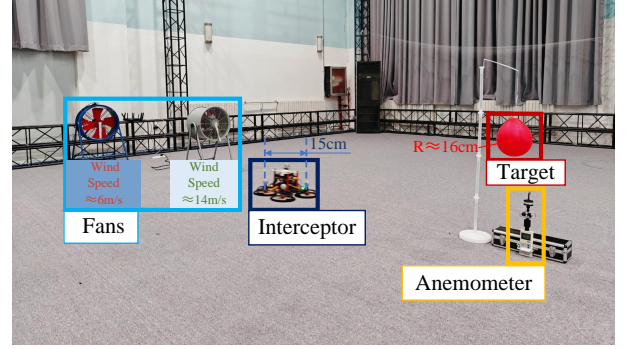 15cm
R≈16cm
Wind
Speed
≈6m/s
Wind
Speed
≈14m/s
Target
Fans
Interceptor
Anemometer